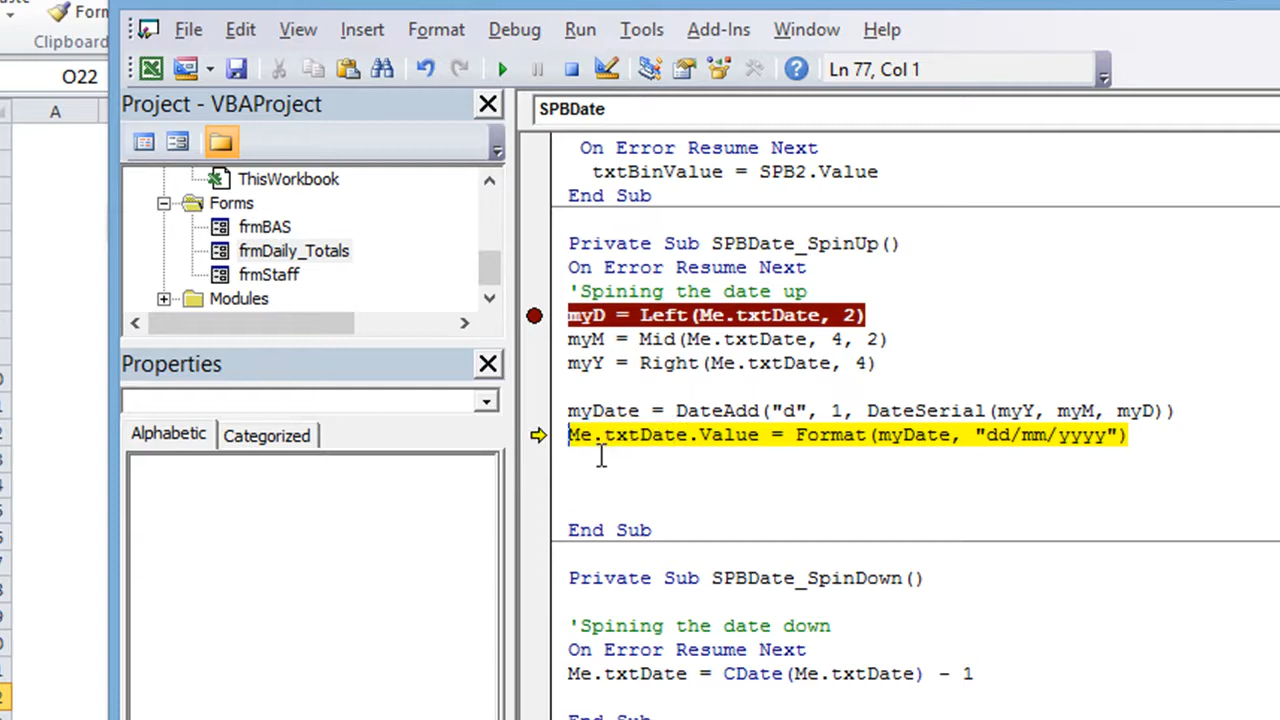 Form
Clipboard
O22
A
File Edit View Insert Format Debug Run Tools Add-Ins Window Help
Ln 77, Col 1
Project - VBAProject
ThisWorkbook
Forms
frmBAS
frmDaily_Totals
frmStaff
Modules
Properties
Alphabetic Categorized
SPBDate
On Error Resume Next
txtBinValue = SPB2.Value
End Sub
Private Sub SPBDate_SpinUp()
On Error Resume Next
'Spining the date up
myD = Left(Me.txtDate, 2)
myM = Mid(Me.txtDate, 4, 2)
myY = Right(Me.txtDate, 4)
myDate = DateAdd("d", 1, DateSerial(myY, myM, myD))
Me.txtDate.Value = Format(myDate, "dd/mm/yyyy")
End Sub
Private Sub SPBDate_SpinDown()
'Spining the date down
On Error Resume Next
Me.txtDate = CDate(Me.txtDate) - 1
End Sub